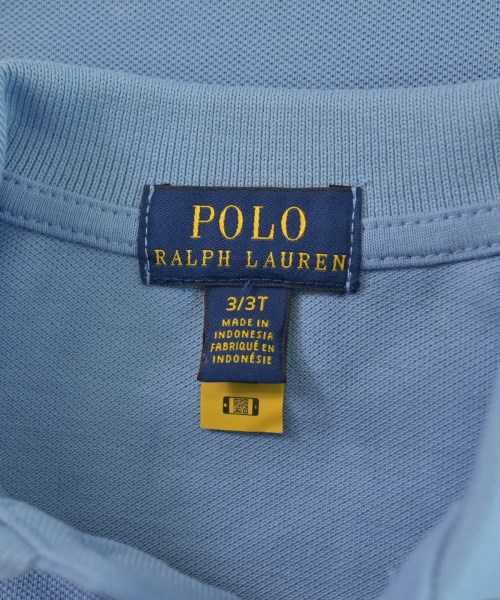 POLO
RALPH LAUREN
3/3T
MADE IN
INDONESIA
FABRIQUÉ EN
INDONÉSIE